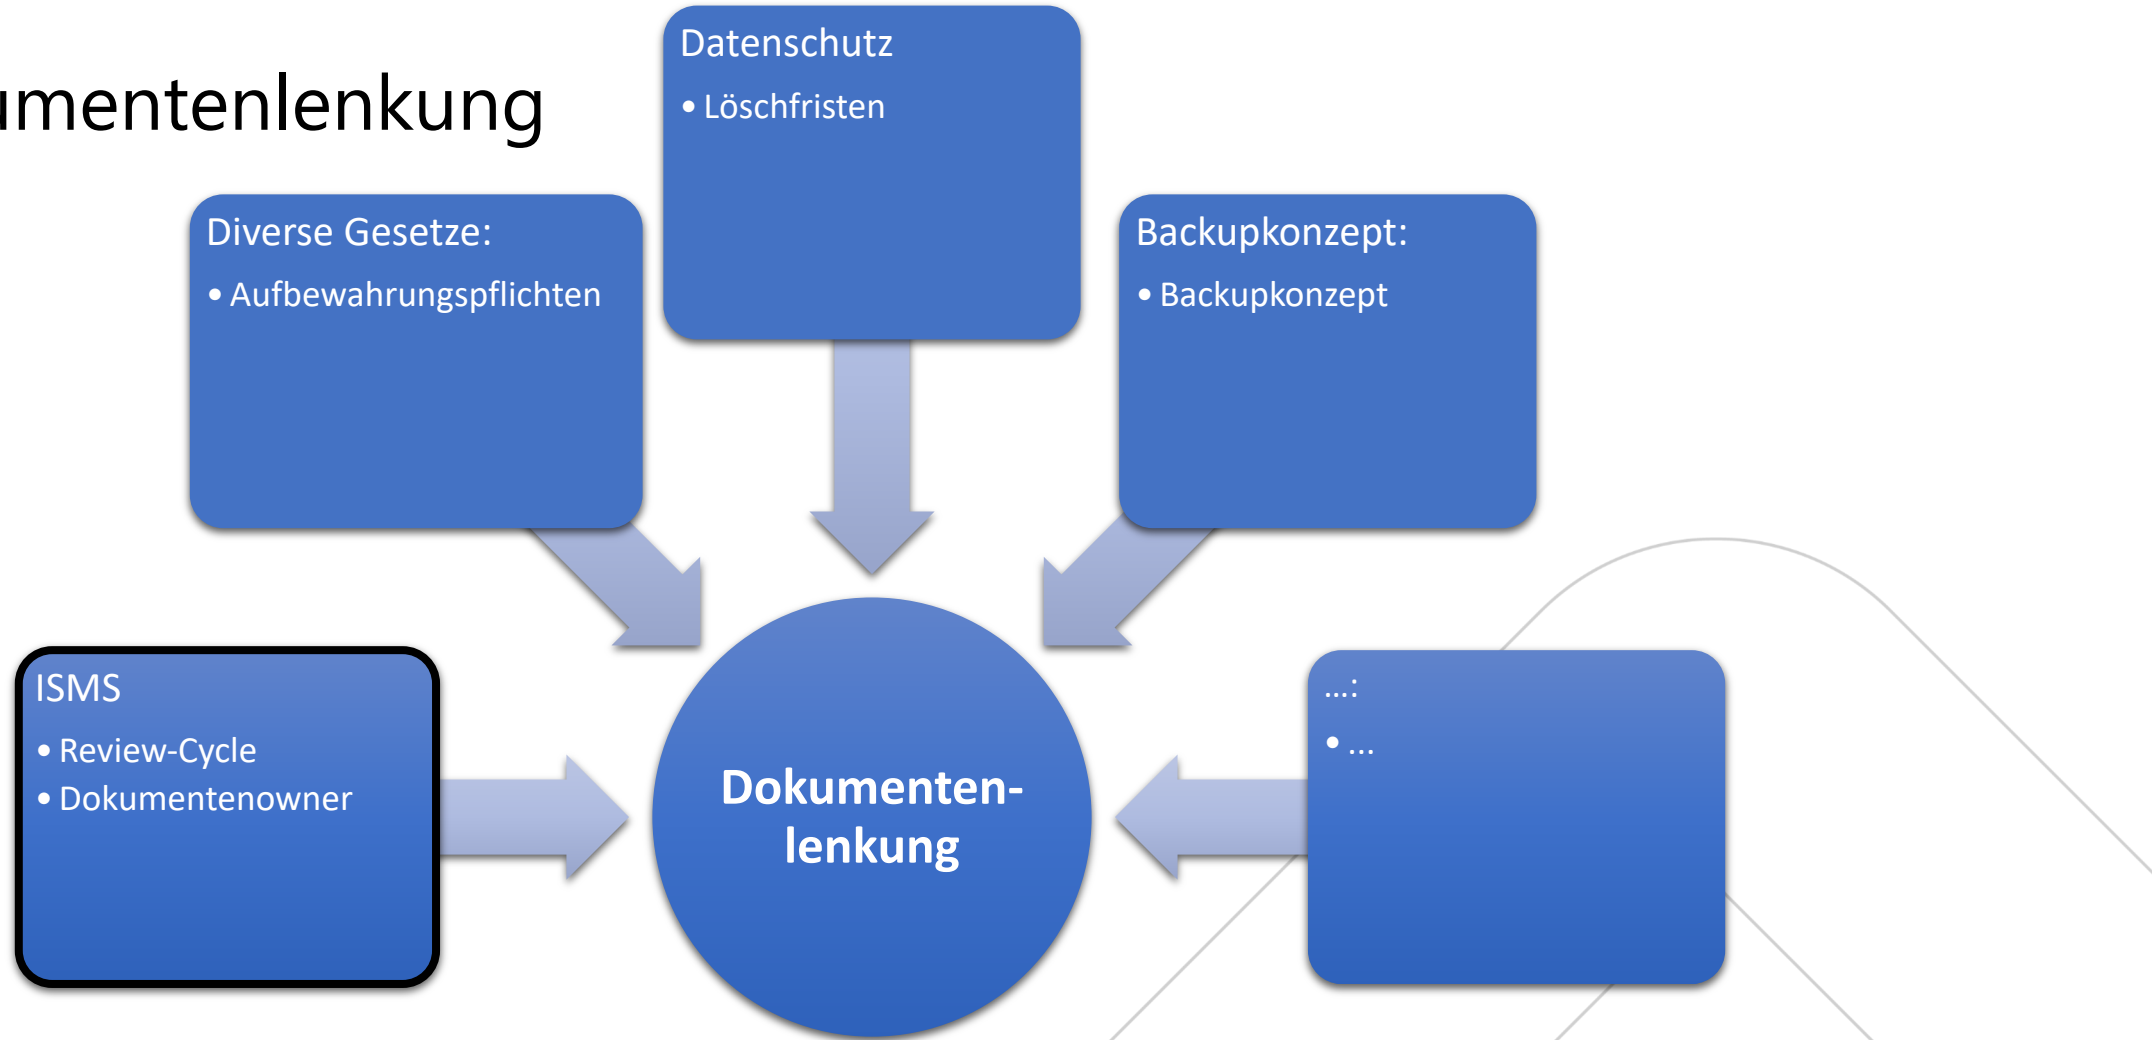 umentenlenkung
Datenschutz
• Löschfristen
Diverse Gesetze:
• Aufbewahrungspflichten
Backupkonzept:
• Backupkonzept
ISMS
• Review-Cycle
• Dokumentenowner
Dokumenten-
lenkung
...:
• ...